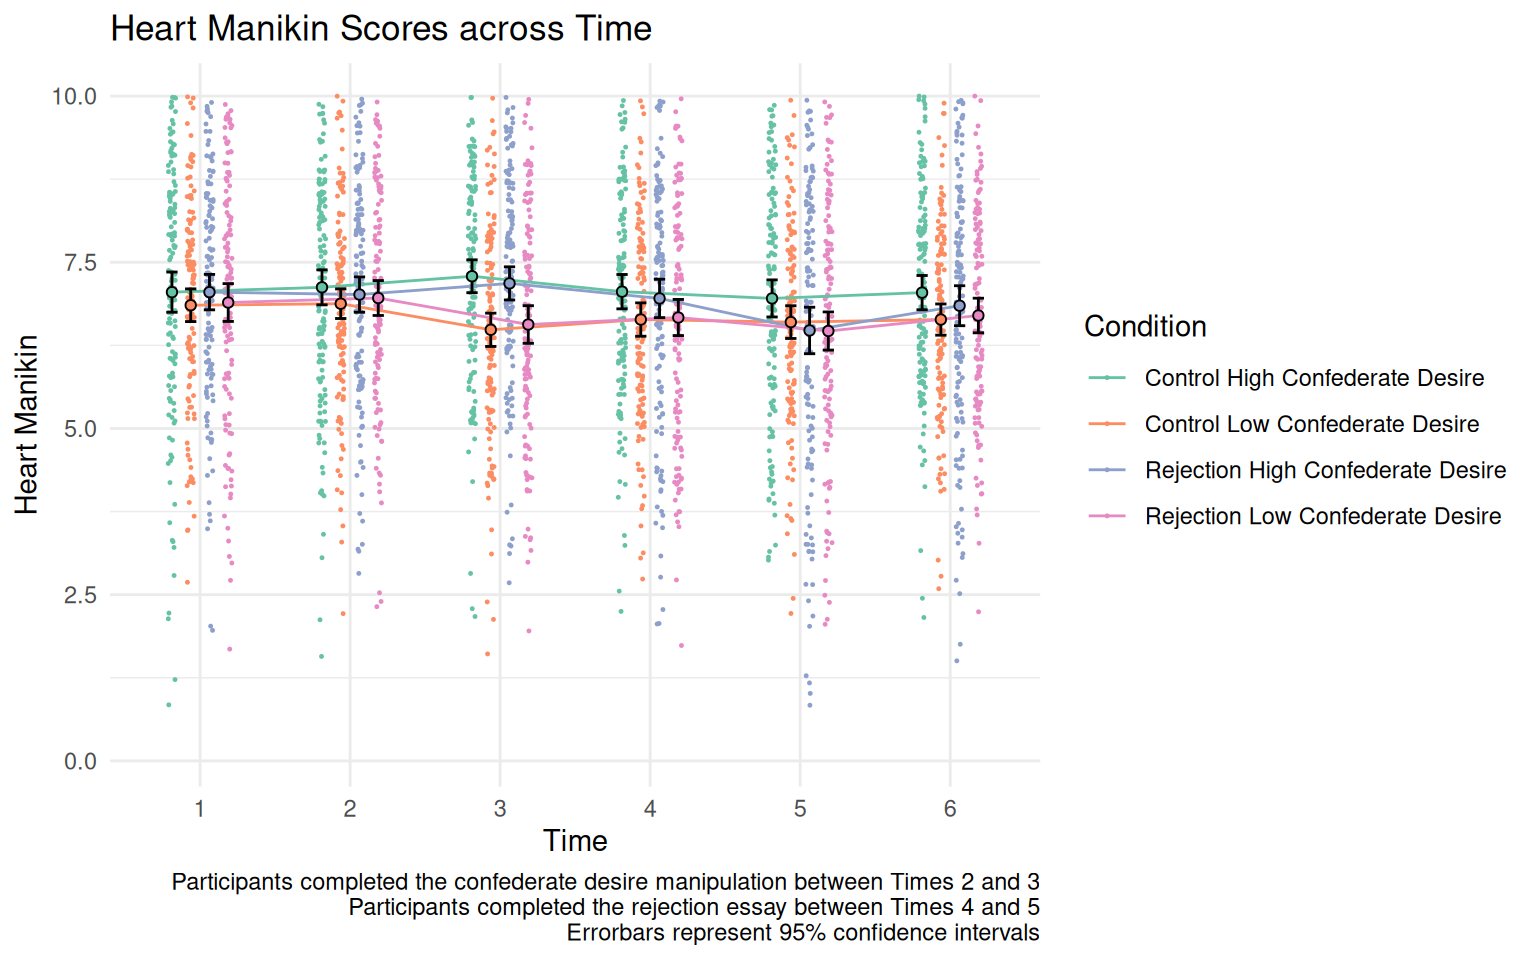 Heart Manikin Scores across Time
Heart Manikin
10.0
7.5
5.0
2.5
0.0
1 2 3 4 5 6
Time
Condition
Control High Confederate Desire
Control Low Confederate Desire
Rejection High Confederate Desire
Rejection Low Confederate Desire
Participants completed the confederate desire manipulation between Times 2 and 3
Participants completed the rejection essay between Times 4 and 5
Errorbars represent 95% confidence intervals